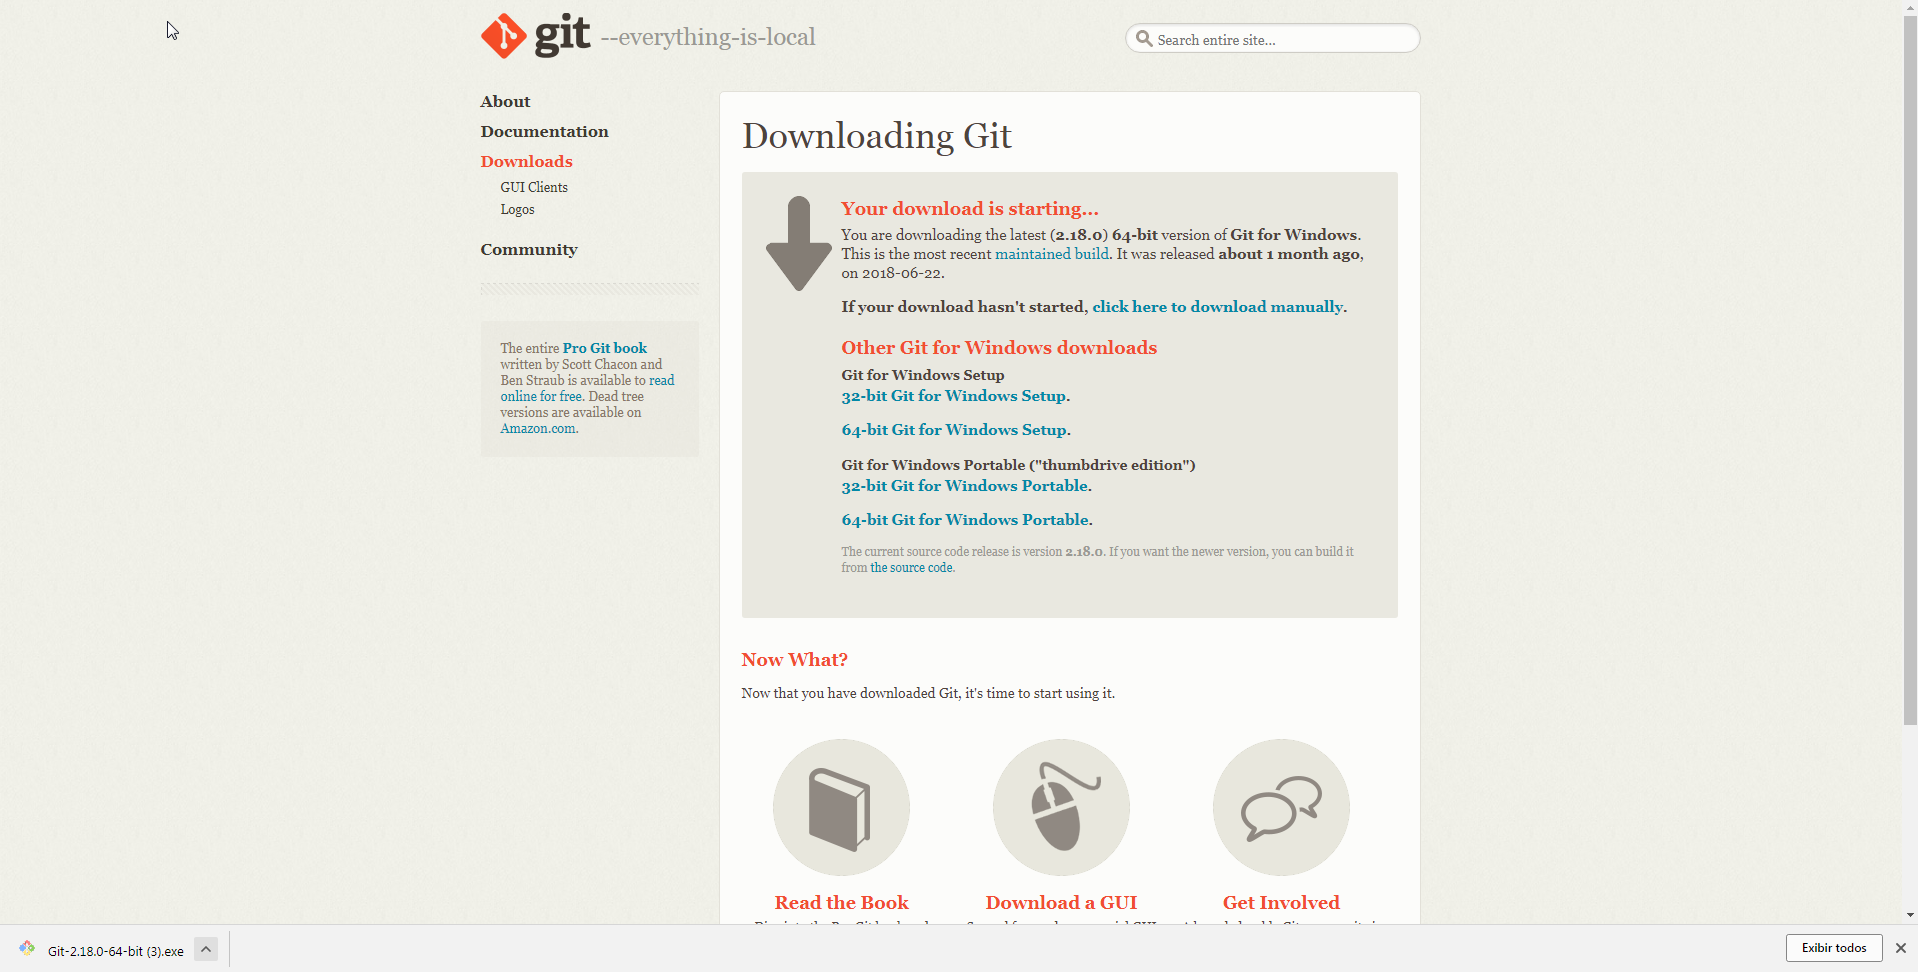 git --everything-is-local
Search entire site...
About
Documentation
Downloads
GUI Clients
Logos
Community
The entire Pro Git book
written by Scott Chacon and
Ben Straub is available to read
online for free. Dead tree
versions are available on
Amazon.com.
Downloading Git
Your download is starting...
You are downloading the latest (2.18.0) 64-bit version of Git for Windows.
This is the most recent maintained build. It was released about 1 month ago,
on 2018-06-22.
If your download hasn't started, click here to download manually.
Other Git for Windows downloads
Git for Windows Setup
32-bit Git for Windows Setup.
64-bit Git for Windows Setup.
Git for Windows Portable ("thumbdrive edition")
32-bit Git for Windows Portable.
64-bit Git for Windows Portable.
The current source code release is version 2.18.0. If you want the newer version, you can build it
from the source code.
Now What?
Now that you have downloaded Git, it's time to start using it.
Read the Book
Download a GUI
Get Involved
Git-2.18.0-64-bit (3).exe
Exibir todos